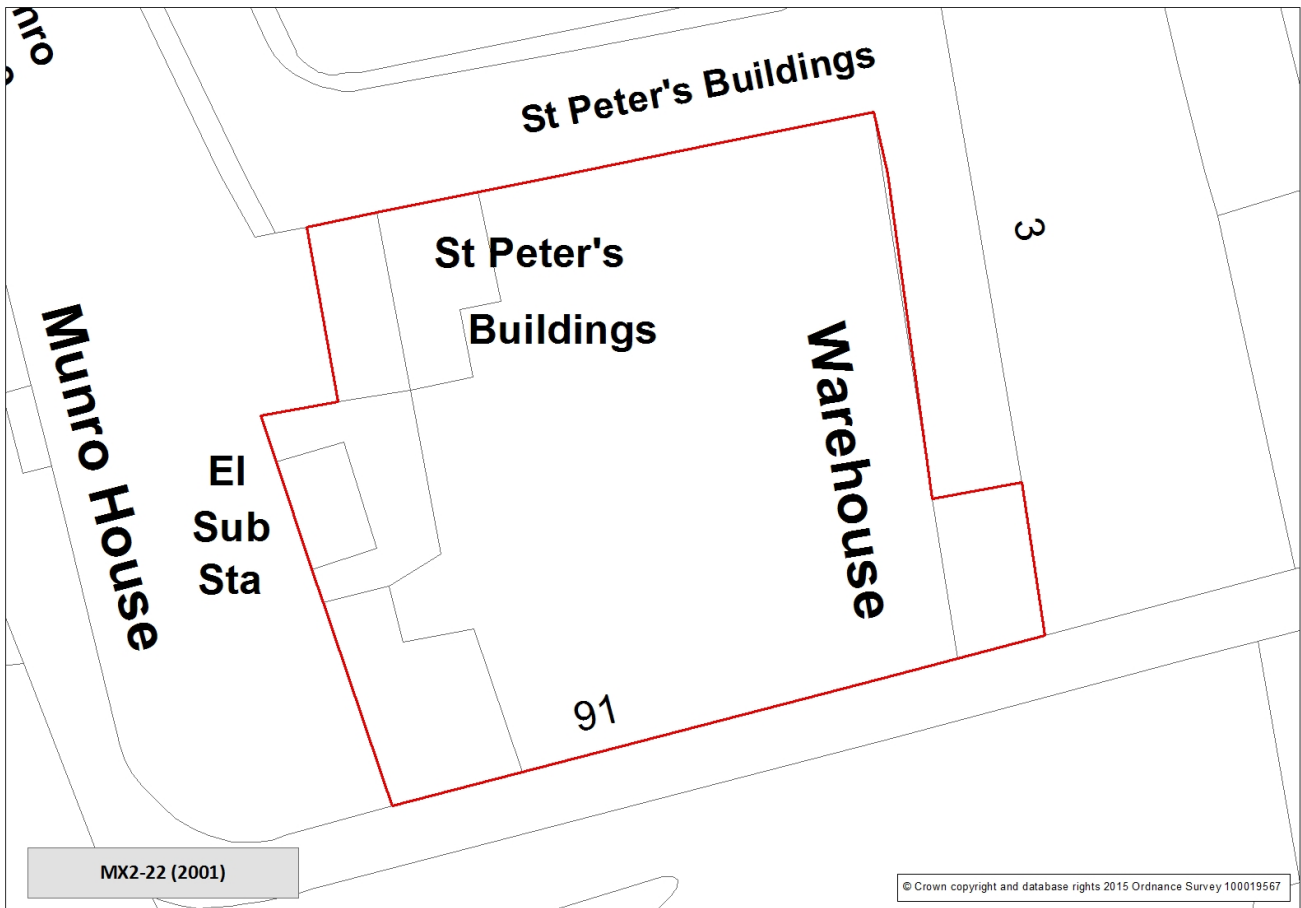 nro
St Peter's Buildings
St Peter's
Buildings
3
Munro House
Warehouse
El
Sub
Sta
91
MX2-22 (2001)
© Crown copyright and database rights 2015 Ordnance Survey 100019567